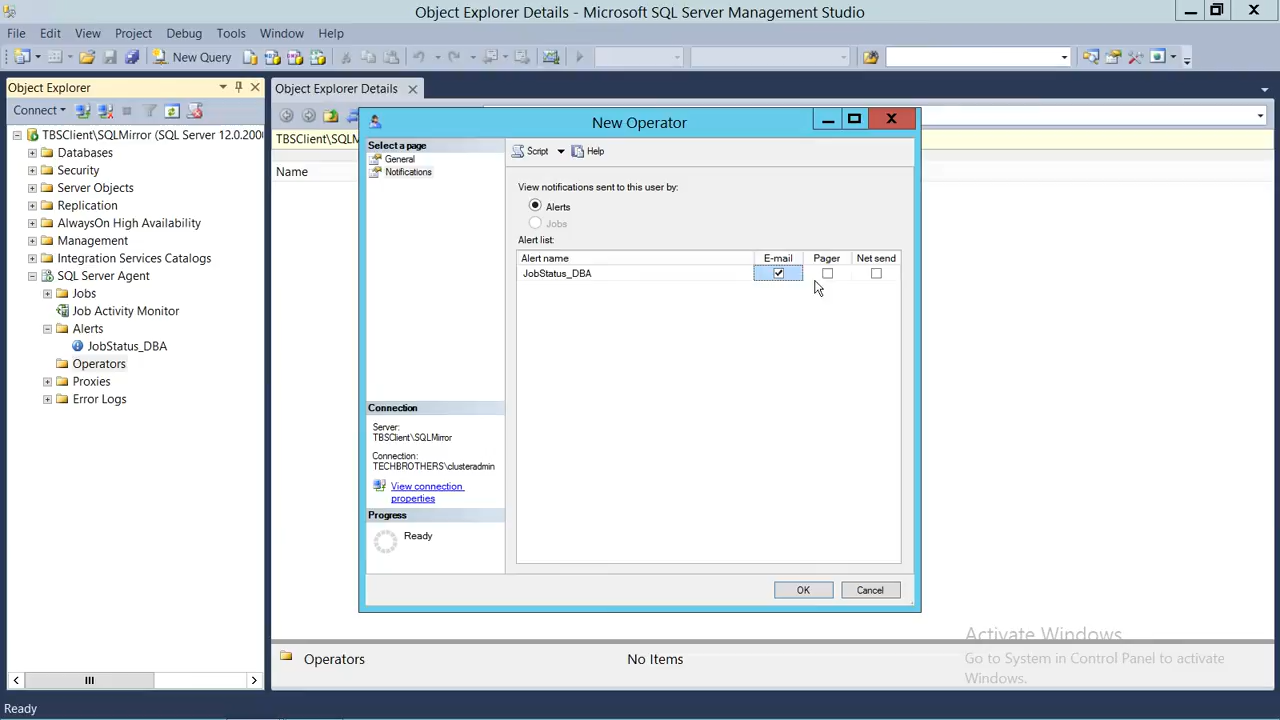 Object Explorer Details - Microsoft SQL Server Management Studio
File Edit View Project Debug Tools Window Help
New Query
Object Explorer
Connect
TBSClient\SQLMirror (SQL Server 12.0.2000
Databases
Security
Server Objects
Replication
AlwaysOn High Availability
Management
Integration Services Catalogs
SQL Server Agent
Jobs
Job Activity Monitor
Alerts
JobStatus_DBA
Operators
Proxies
Error Logs
Object Explorer Details
TBSClient\SQLM
Name
New Operator
Select a page
General
Notifications
Script Help
View notifications sent to this user by:
Alerts
Jobs
Alert list:
Alert name E-mail Pager Net send
JobStatus_DBA
Connection
Server:
TBSClient\SQLMirror
Connection:
TECHBROTHERS\clusteradmin
View connection
properties
Progress
Ready
OK Cancel
Operators No Items
Activate Windows
Go to System in Control Panel to activate
Windows.
Ready